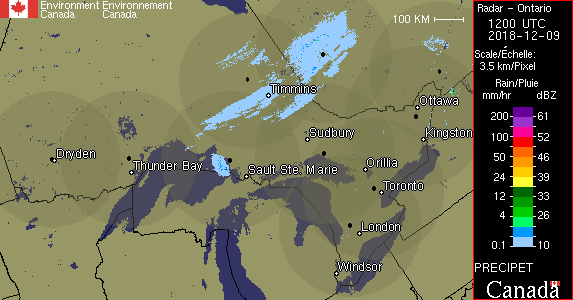 Environment Environnement
Canada Canada
100 KM
Timmins
Ottawa
Sudbury
Kingston
Dryden
Thunder Bay
Sault Ste. Marie
Orillia
Toronto
London
Windsor
Radar - Ontario
1200 UTC
2018-12-09
Scale/Échelle:
3.5 km/Pixel
Rain/Pluie
mm/hr dBZ
200 61
100 52
50 46
24 39
12 33
4 26
0.1 10
PRECIPET
Canada